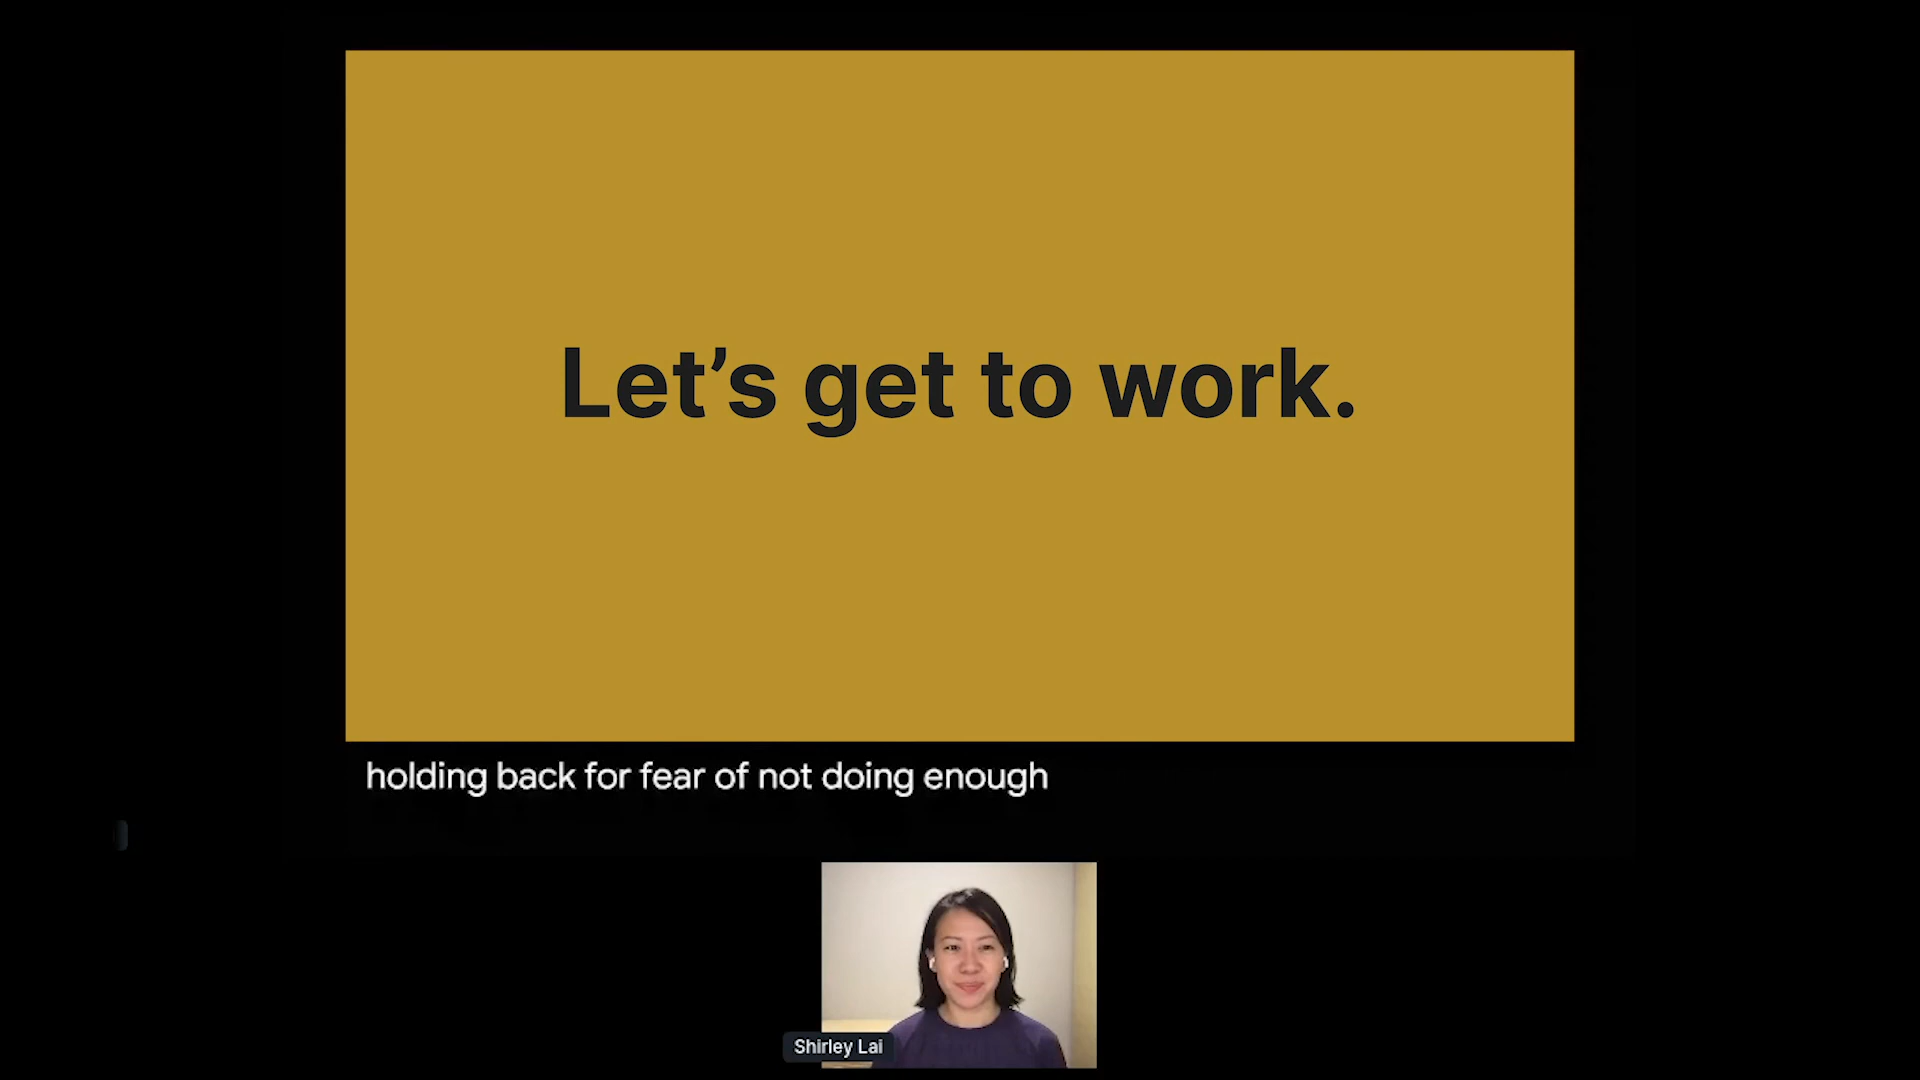 Let’s get to work.
holding back for fear of not doing enough
Shirley Lai